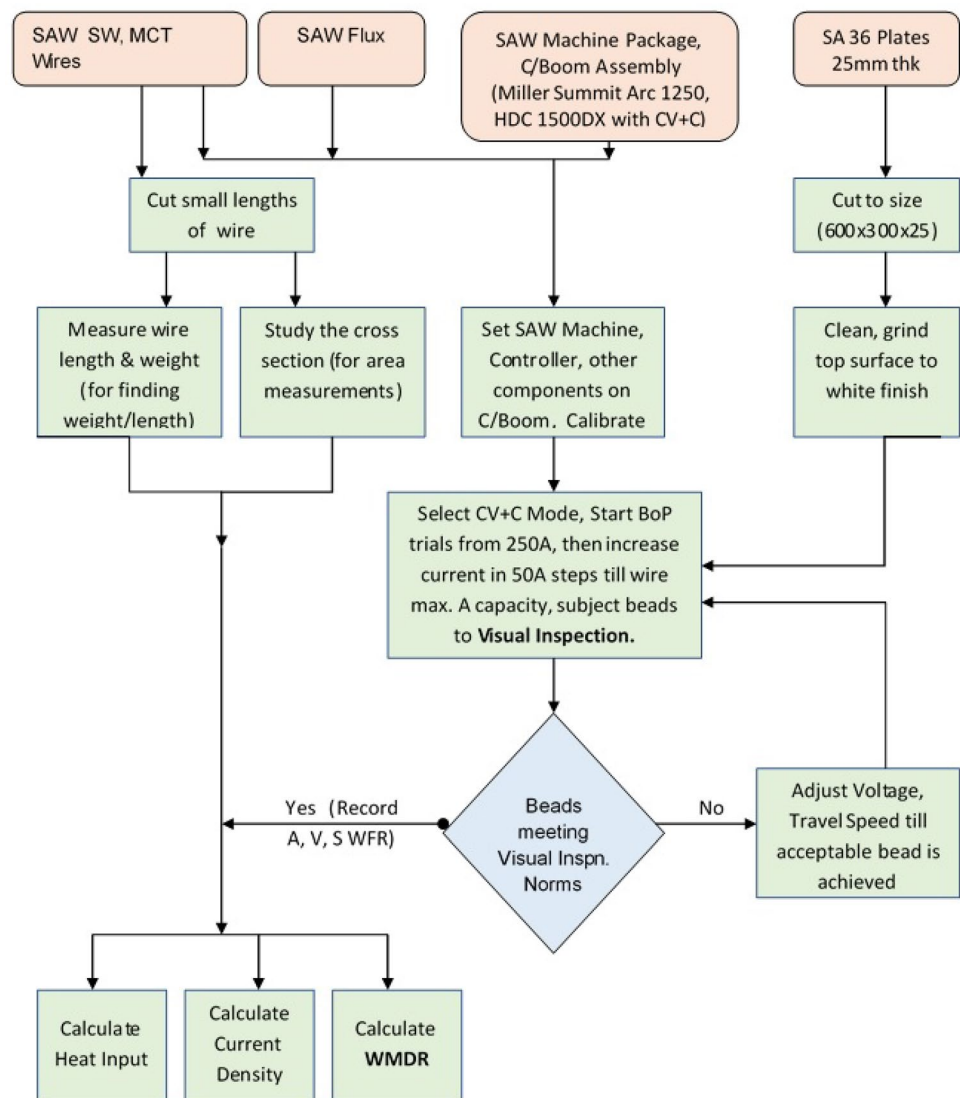 SAW SW, MCT
Wires
SAW Flux
SAW Machine Package,
C/Boom Assembly
(Miller Summit Arc 1250,
HDC 1500DX with CV+C)
SA 36 Plates
25mm thk
Cut small lengths
of wire
Cut to size
(600x300x25)
Measure wire
length & weight
(for finding
weight/length)
Study the cross
section (for area
measurements)
Set SAW Machine,
Controller, other
components on
C/Boom. Calibrate
Clean, grind
top surface to
white finish
Select CV+C Mode, Start BoP
trials from 250A, then increase
current in 50A steps till wire
max. A capacity, subject beads
to Visual Inspection.
Yes (Record
A, V, S WFR)
Beads
meeting
Visual Inspn.
Norms
No
Adjust Voltage,
Travel Speed till
acceptable bead is
achieved
Calculate
Heat Input
Calculate
Current
Density
Calculate
WMDR